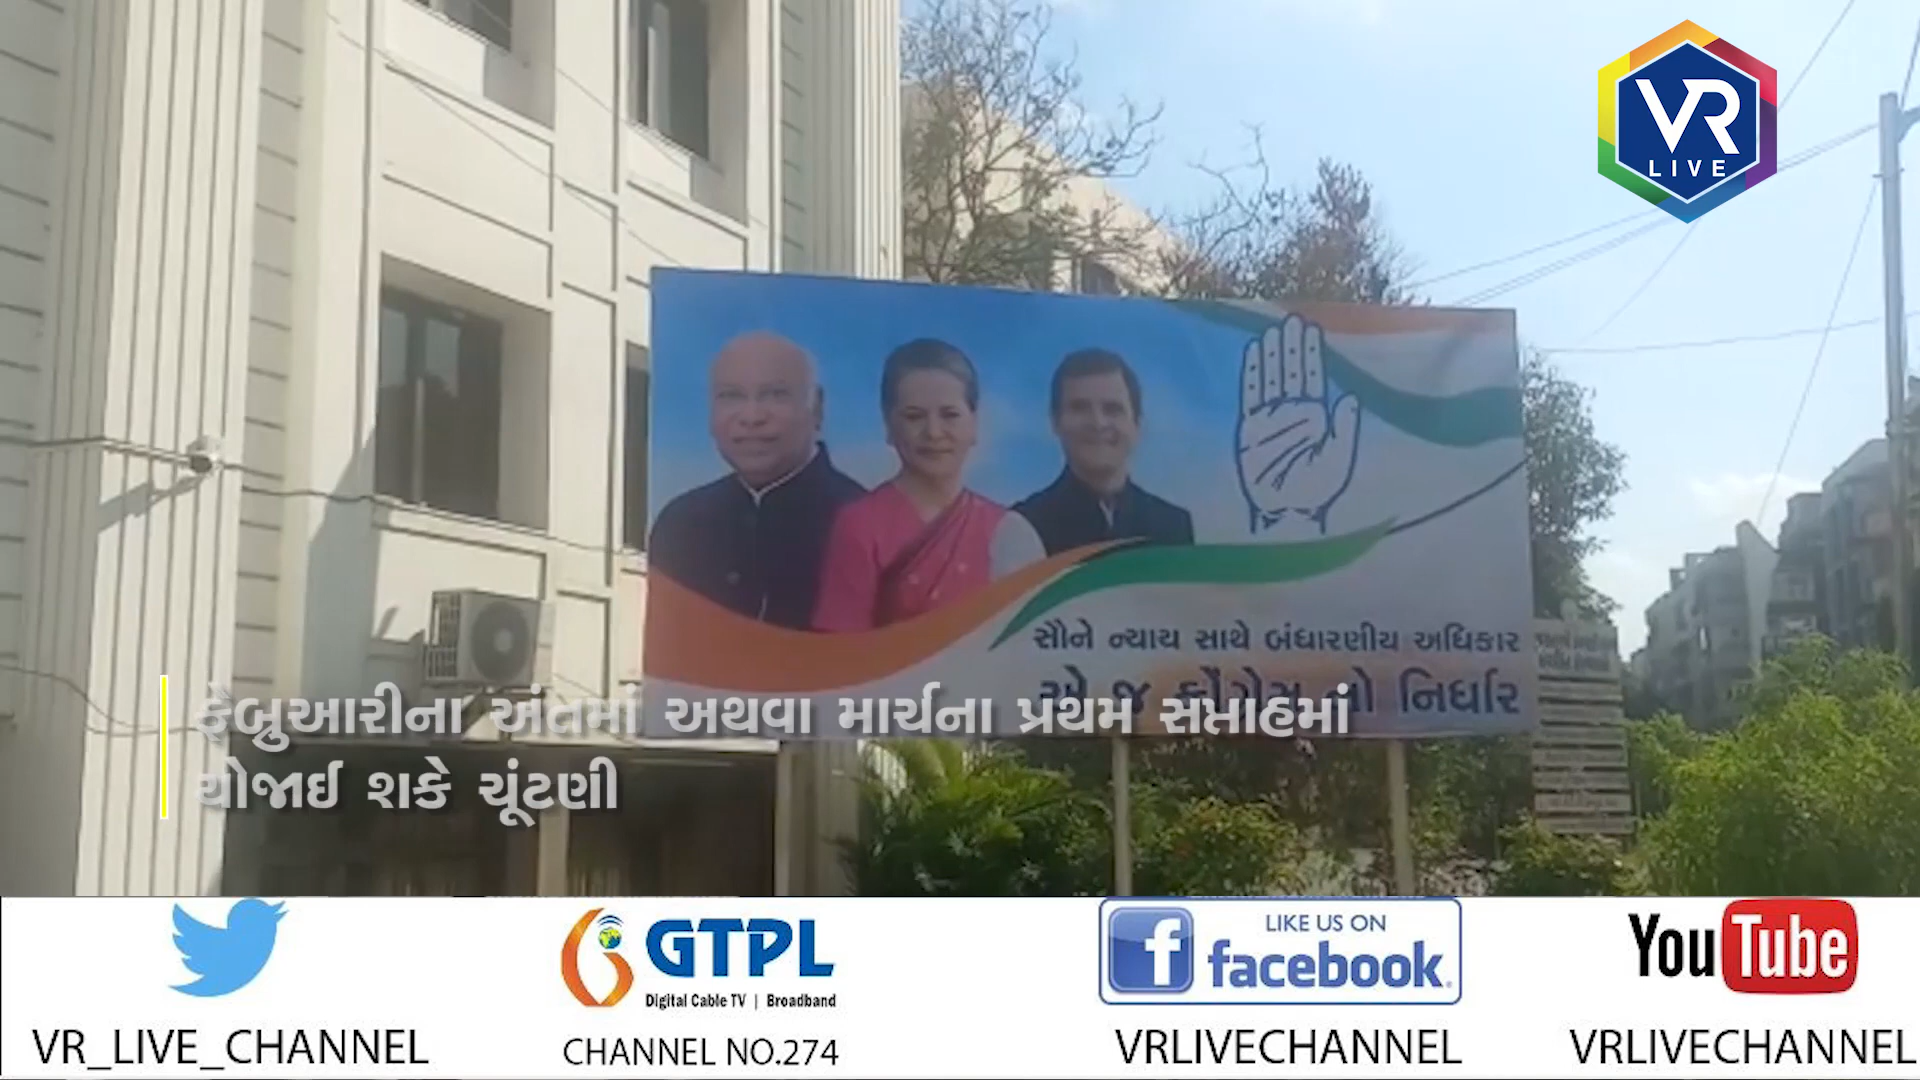 VR
LIVE
સૌને ન્યાય સાથે બંધારણીય અધિકાર
એ જ કોંગ્રેસ નો નિર્ધાર
ફેબ્રુઆરીના અંતમાં અથવા માર્ચના પ્રથમ સપ્તાહમાં
યોજાઈ શકે ચૂંટણી
GTPL
Digital Cable TV | Broadband
LIKE US ON
facebook
YouTube
VR_LIVE_CHANNEL
CHANNEL NO.274
VRLIVECHANNEL
VRLIVECHANNEL